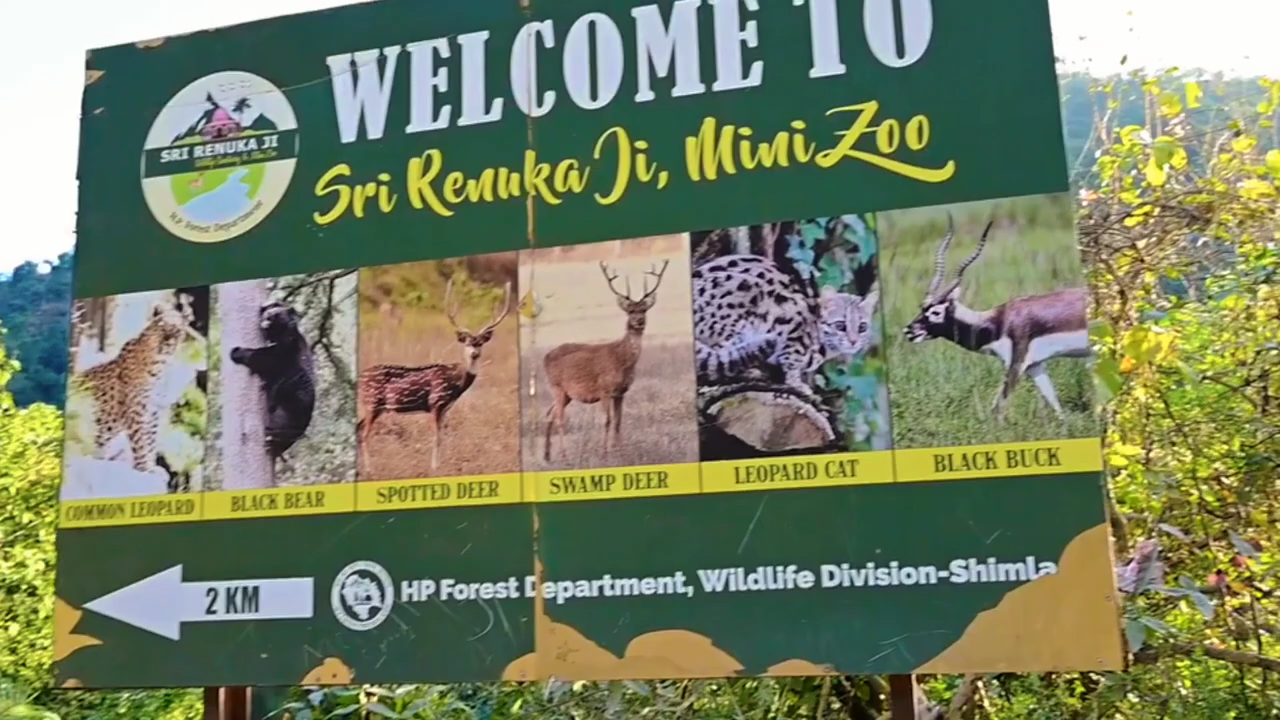 WELCOME TO
Sri Renuka Ji, Mini Zoo
SRI RENUKA JI
HP Forest Department
COMMON LEOPARD
BLACK BEAR
SPOTTED DEER
SWAMP DEER
LEOPARD CAT
BLACK BUCK
2 KM
HP Forest Department, Wildlife Division-Shimla